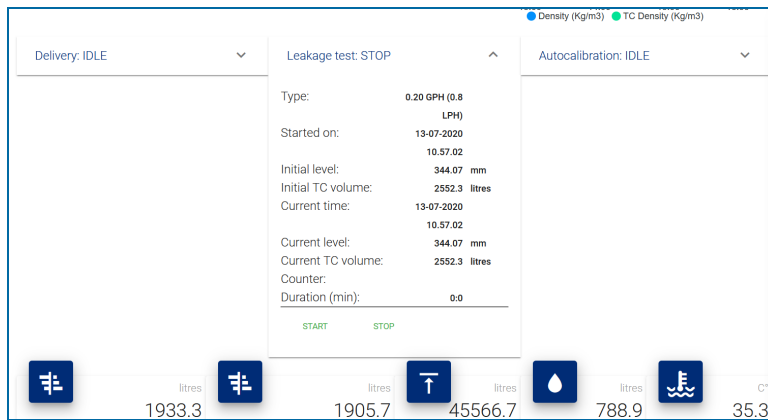 Density (Kg/m3) TC Density (Kg/m3)
Delivery: IDLE
Leakage test: STOP
Autocalibration: IDLE
Type: 0.20 GPH (0.8
LPH)
Started on: 13-07-2020
10.57.02
Initial level: 344.07 mm
Initial TC volume: 2552.3 litres
Current time: 13-07-2020
10.57.02
Current level: 344.07 mm
Current TC volume: 2552.3 litres
Counter:
Duration (min): 0:0
START STOP
litres litres litres litres C°
1933.3 1905.7 45566.7 788.9 35.3